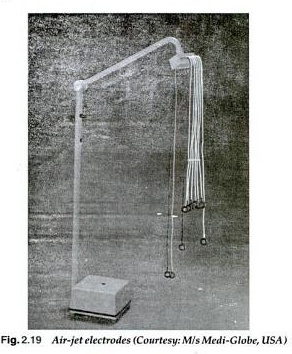 Fig. 2.19 Air-jet electrodes (Courtesy: M/s Medi-Globe, USA)